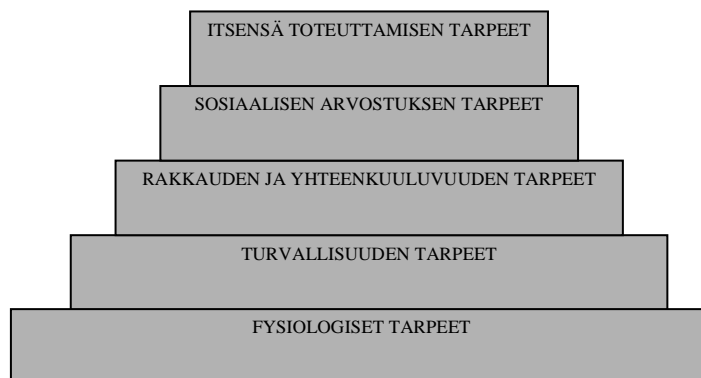 ITSENSÄ TOTEUTTAMISEN TARPEET
SOSIAALISEN ARVOSTUKSEN TARPEET
RAKKAUDEN JA YHTEENKUULUVUUDEN TARPEET
TURVALLISUUDEN TARPEET
FYSIOLOGISET TARPEET